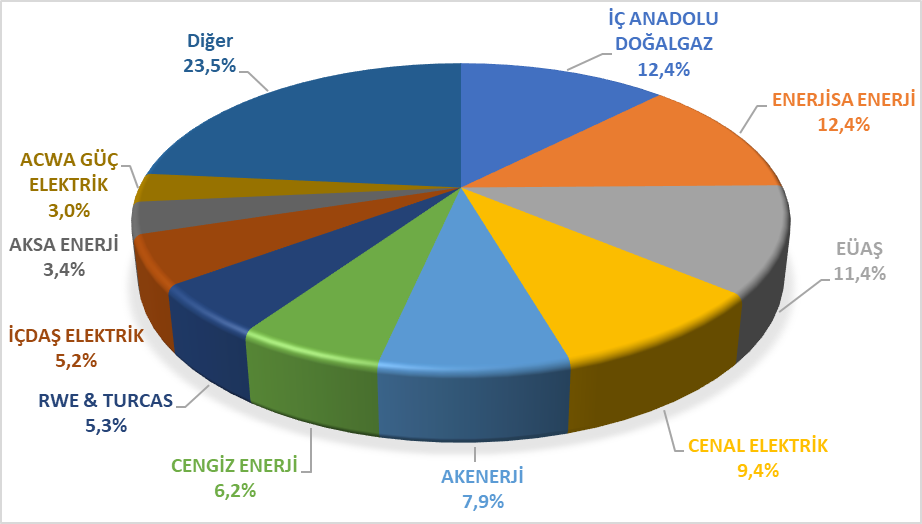 İÇ ANADOLU
DOĞALGAZ
12,4%
ENERJİSA ENERJİ
12,4%
EÜAŞ
11,4%
CENAL ELEKTRİK
9,4%
AKENERJİ
7,9%
CENGİZ ENERJİ
6,2%
RWE & TURCAS
5,3%
İÇDAŞ ELEKTRİK
5,2%
AKSA ENERJİ
3,4%
ACWA GÜÇ
ELEKTRİK
3,0%
Diğer
23,5%